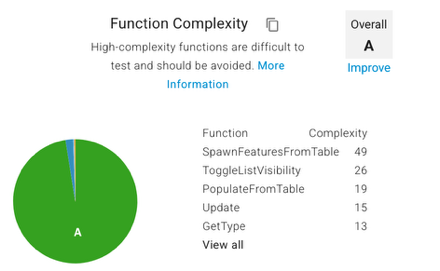 Function Complexity
High-complexity functions are difficult to
test and should be avoided. More
Information
Overall
A
Improve
A
Function Complexity
SpawnFeaturesFromTable 49
ToggleListVisibility 26
PopulateFromTable 19
Update 15
GetType 13
View all